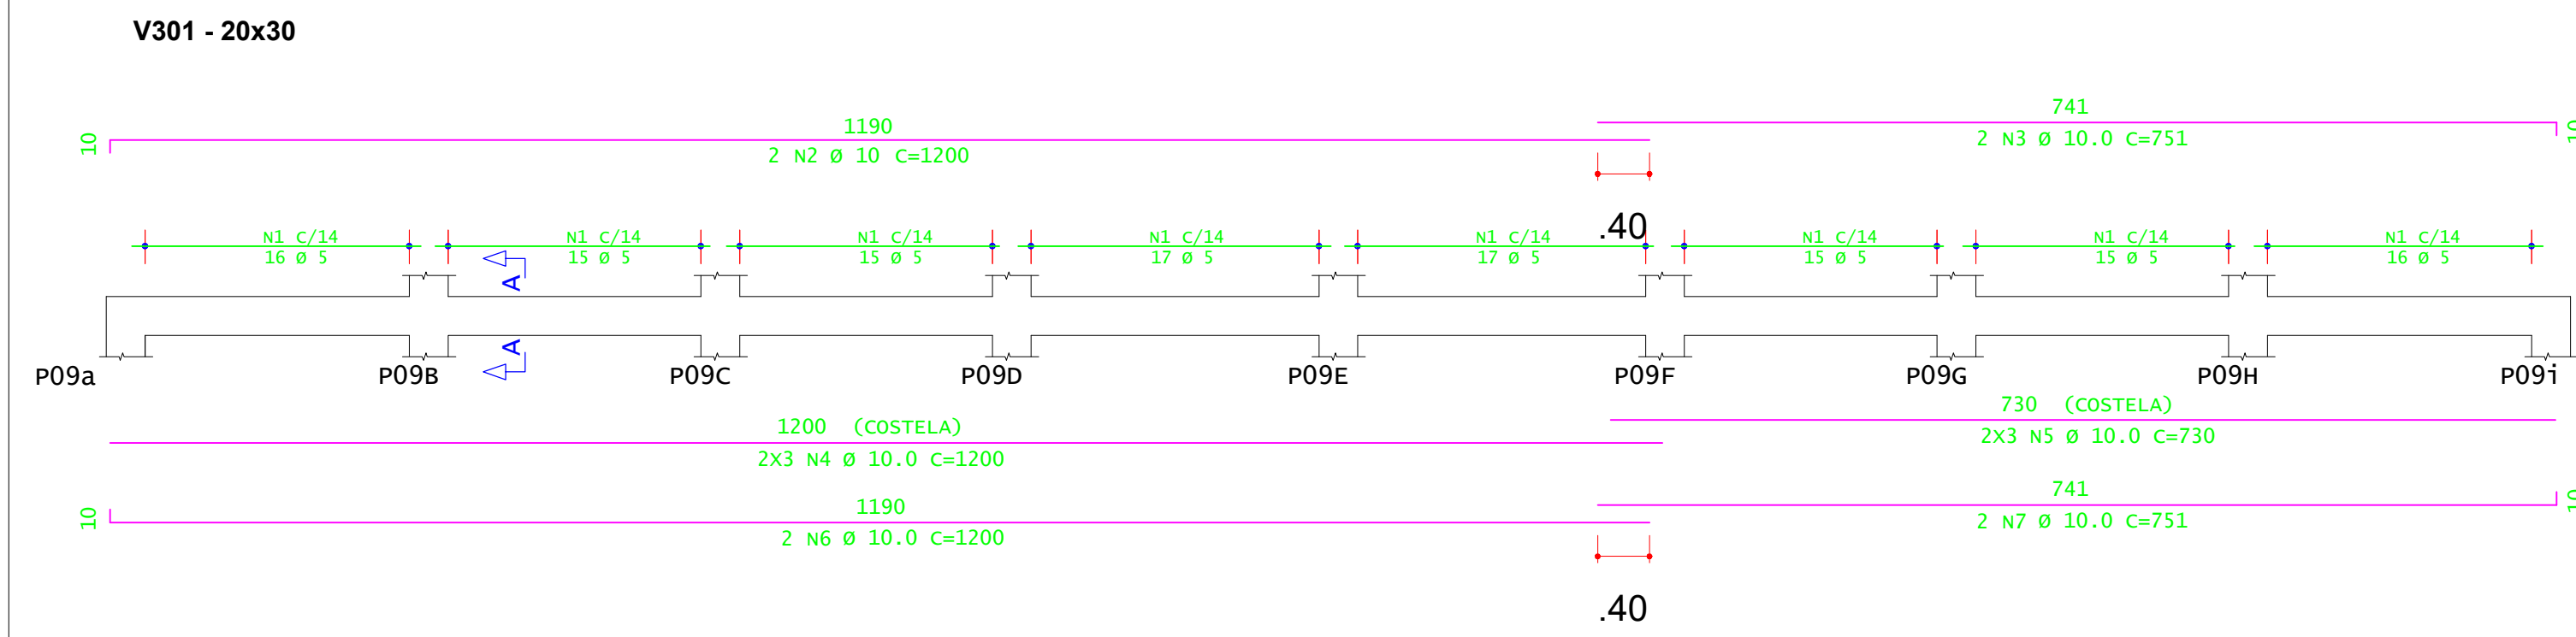 V301 - 20x30
741
10
1190
10
2 N2 Ø 10 C=1200
2 N3 Ø 10.0 C=751
.40
N1 C/14
16 Ø 5
N1 C/14
15 Ø 5
N1 C/14
15 Ø 5
N1 C/14
17 Ø 5
N1 C/14
17 Ø 5
N1 C/14
15 Ø 5
N1 C/14
15 Ø 5
N1 C/14
16 Ø 5
A
A
P09a
P09B
P09C
P09D
P09E
P09F
P09G
P09H
P09i
1200 (COSTELA)
2X3 N4 Ø 10.0 C=1200
730 (COSTELA)
2X3 N5 Ø 10.0 C=730
10
1190
2 N6 Ø 10.0 C=1200
741
10
2 N7 Ø 10.0 C=751
.40